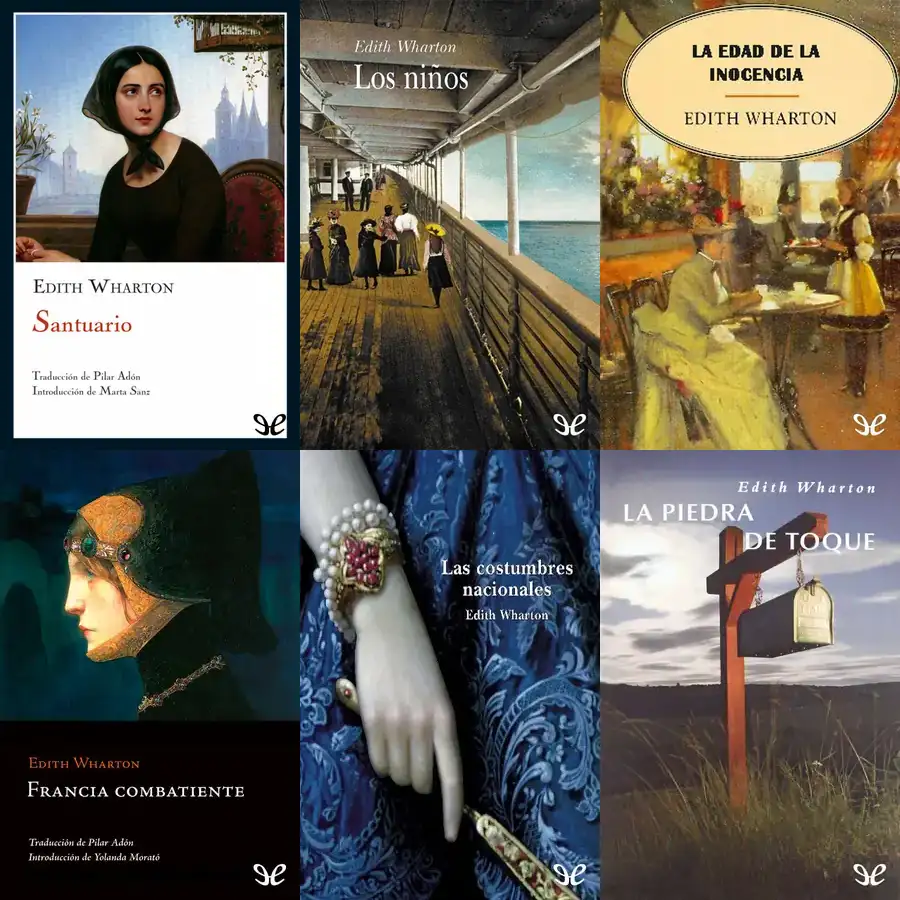 EDITH WHARTON
Santuario
Traducción de Pilar Adón
Introducción de Marta Sanz
Edith Wharton
Los niños
LA EDAD DE LA
INOCENCIA
EDITH WHARTON
EDITH WHARTON
FRANCIA COMBATIENTE
Traducción de Pilar Adón
Introducción de Yolanda Morató
Las costumbres
nacionales
Edith Wharton
Edith Wharton
LA PIEDRA
DE TOQUE